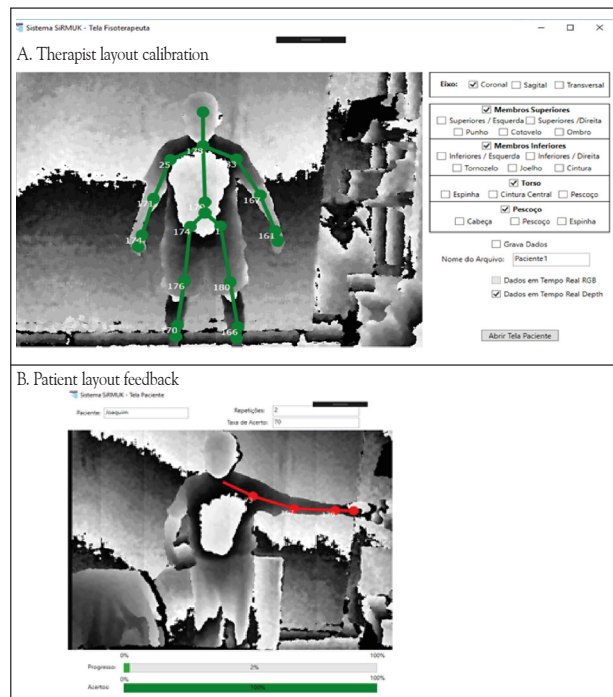 Sistema SiRMUK - Tela Fisoterapeuta
A. Therapist layout calibration
Eixo: Coronal Sagital Transversal
Membros Superiores
Superiores / Esquerda Superiores /Direita
Punho Cotovelo Ombro
Membros Inferiores
Inferiores / Esquerda Inferiores / Direita
Tornozelo Joelho Cintura
Torso
Espinha Cintura Central Pescoço
Pescoço
Cabeça Pescoço Espinha
Grava Dados
Nome do Arquivo: Paciente1
Dados em Tempo Real RGB
Dados em Tempo Real Depth
Abrir Tela Paciente
25
171 167
174 161
174
176 180
170 166
B. Patient layout feedback
Sistema SiRMUK - Tela Paciente
Paciente: Joaquim
Repetições: 2
Taxa de Acerto: 70
0% 100%
Progresso: 2%
0% 100%
Acertos: 100%